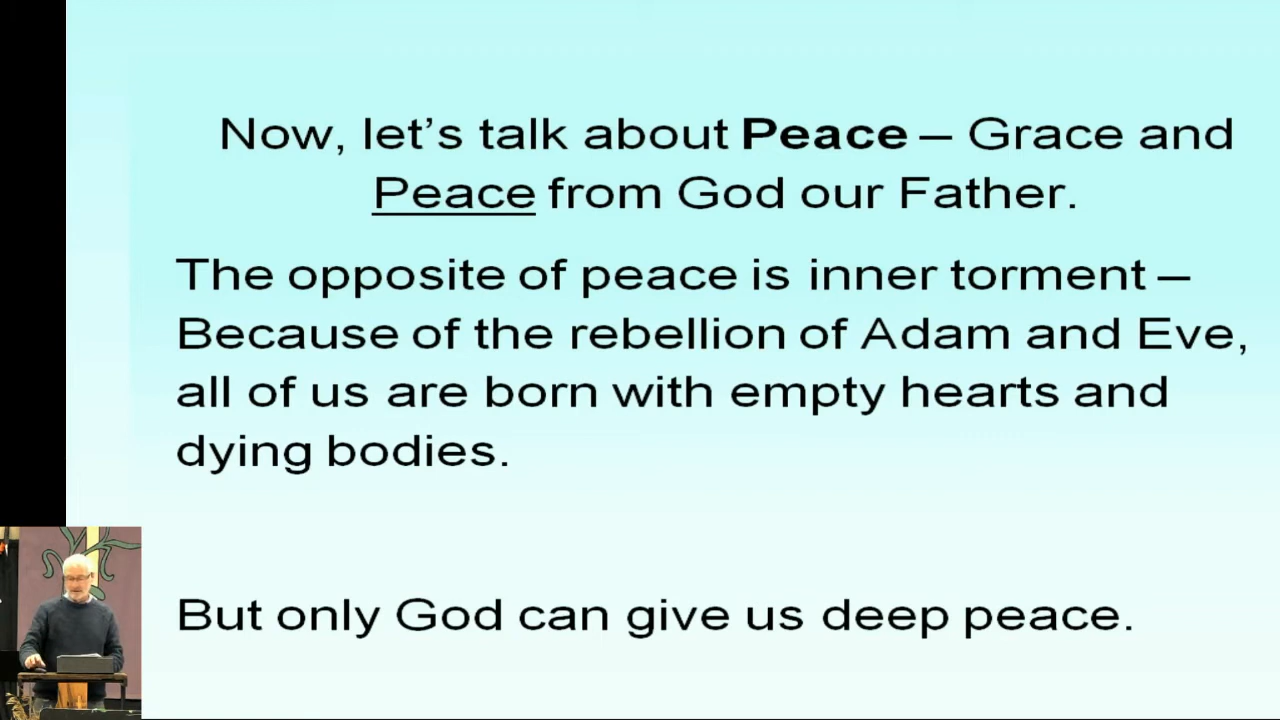 Now, let’s talk about Peace – Grace and
Peace from God our Father.
The opposite of peace is inner torment –
Because of the rebellion of Adam and Eve,
all of us are born with empty hearts and
dying bodies.
But only God can give us deep peace.